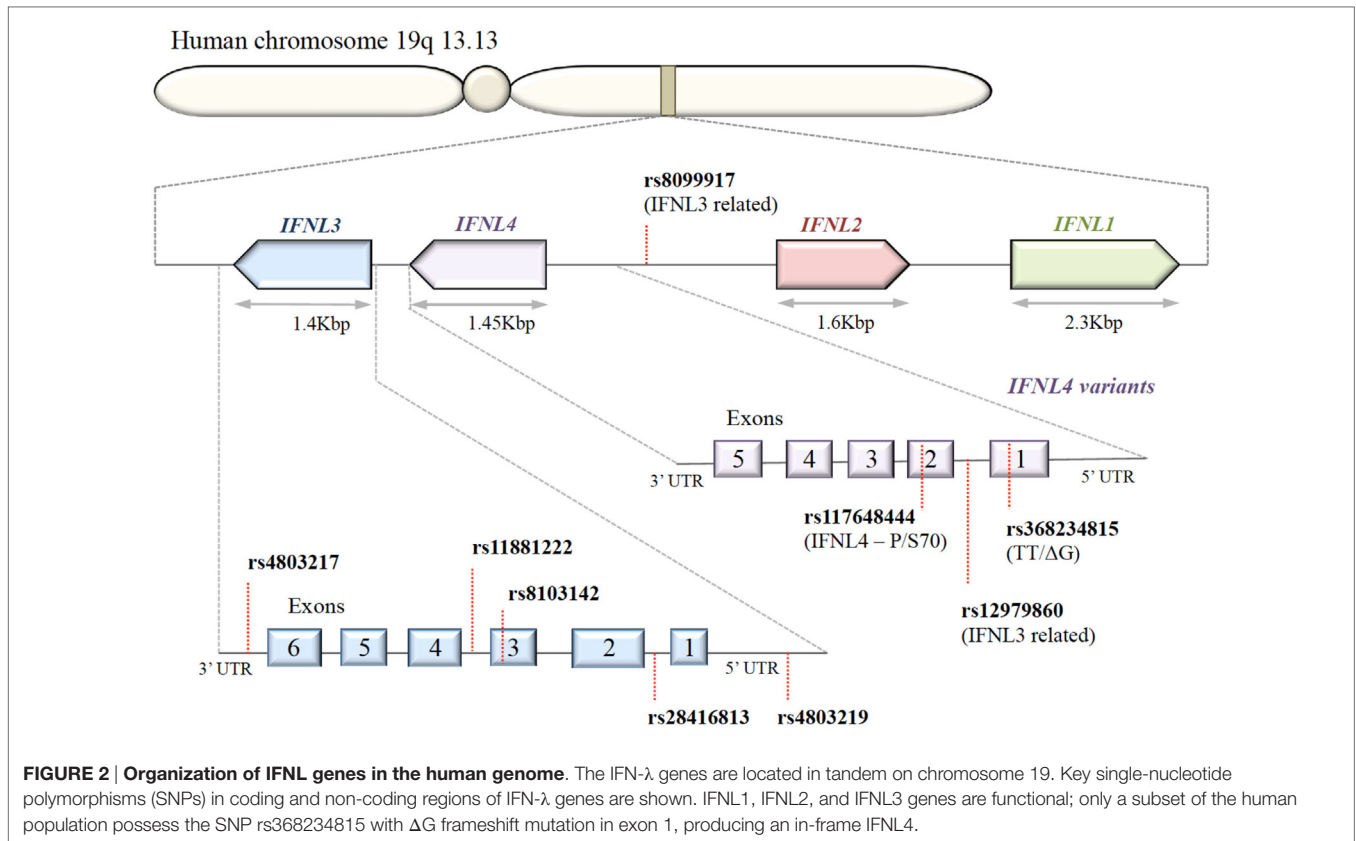 Human chromosome 19q 13.13
rs8099917
(IFNL3 related)
IFNL3
IFNL4
IFNL2
IFNL1
1.4Kbp
1.45Kbp
1.6Kbp
2.3Kbp
IFNL4 variants
Exons
5
4
3
2
1
3' UTR
5' UTR
rs117648444
(IFNL4 – P/S70)
rs368234815
(TT/ΔG)
rs12979860
(IFNL3 related)
rs4803217
rs11881222
rs8103142
Exons
6
5
4
3
2
1
3' UTR
5' UTR
rs28416813
rs4803219
FIGURE 2 | Organization of IFNL genes in the human genome. The IFN-λ genes are located in tandem on chromosome 19. Key single-nucleotide
polymorphisms (SNPs) in coding and non-coding regions of IFN-λ genes are shown. IFNL1, IFNL2, and IFNL3 genes are functional; only a subset of the human
population possess the SNP rs368234815 with ΔG frameshift mutation in exon 1, producing an in-frame IFNL4.